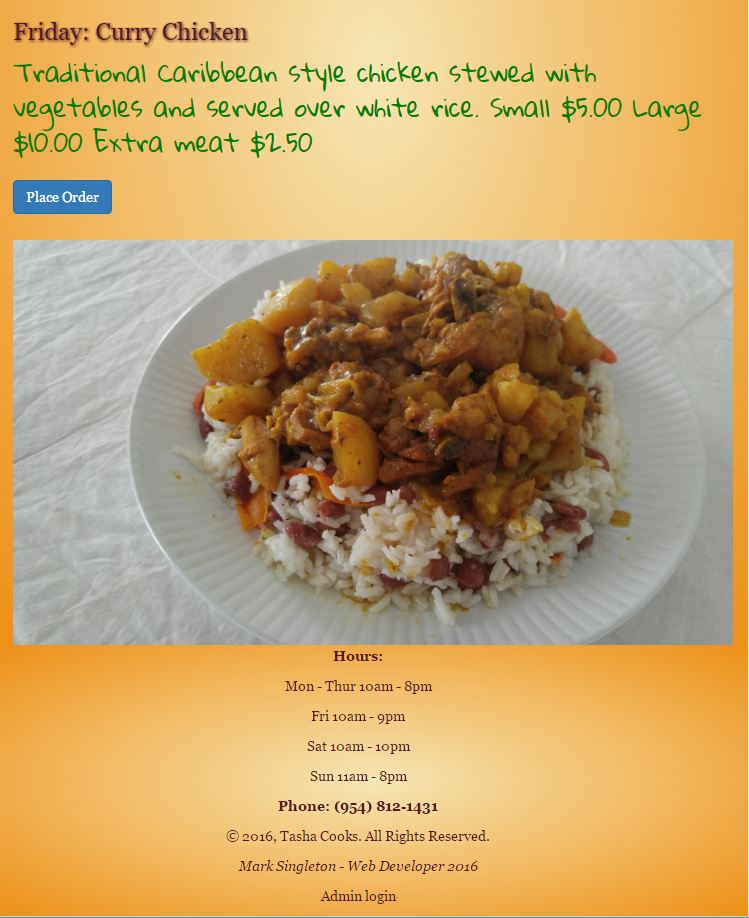 Friday: Curry Chicken
Traditional Caribbean style chicken stewed with
vegetables and served over white rice. Small $5.00 Large
$10.00 Extra meat $2.50
Place Order
Hours:
Mon - Thur 10am - 8pm
Fri 10am - 9pm
Sat 10am - 10pm
Sun 11am - 8pm
Phone: (954) 812-1431
© 2016, Tasha Cooks. All Rights Reserved.
Mark Singleton - Web Developer 2016
Admin login